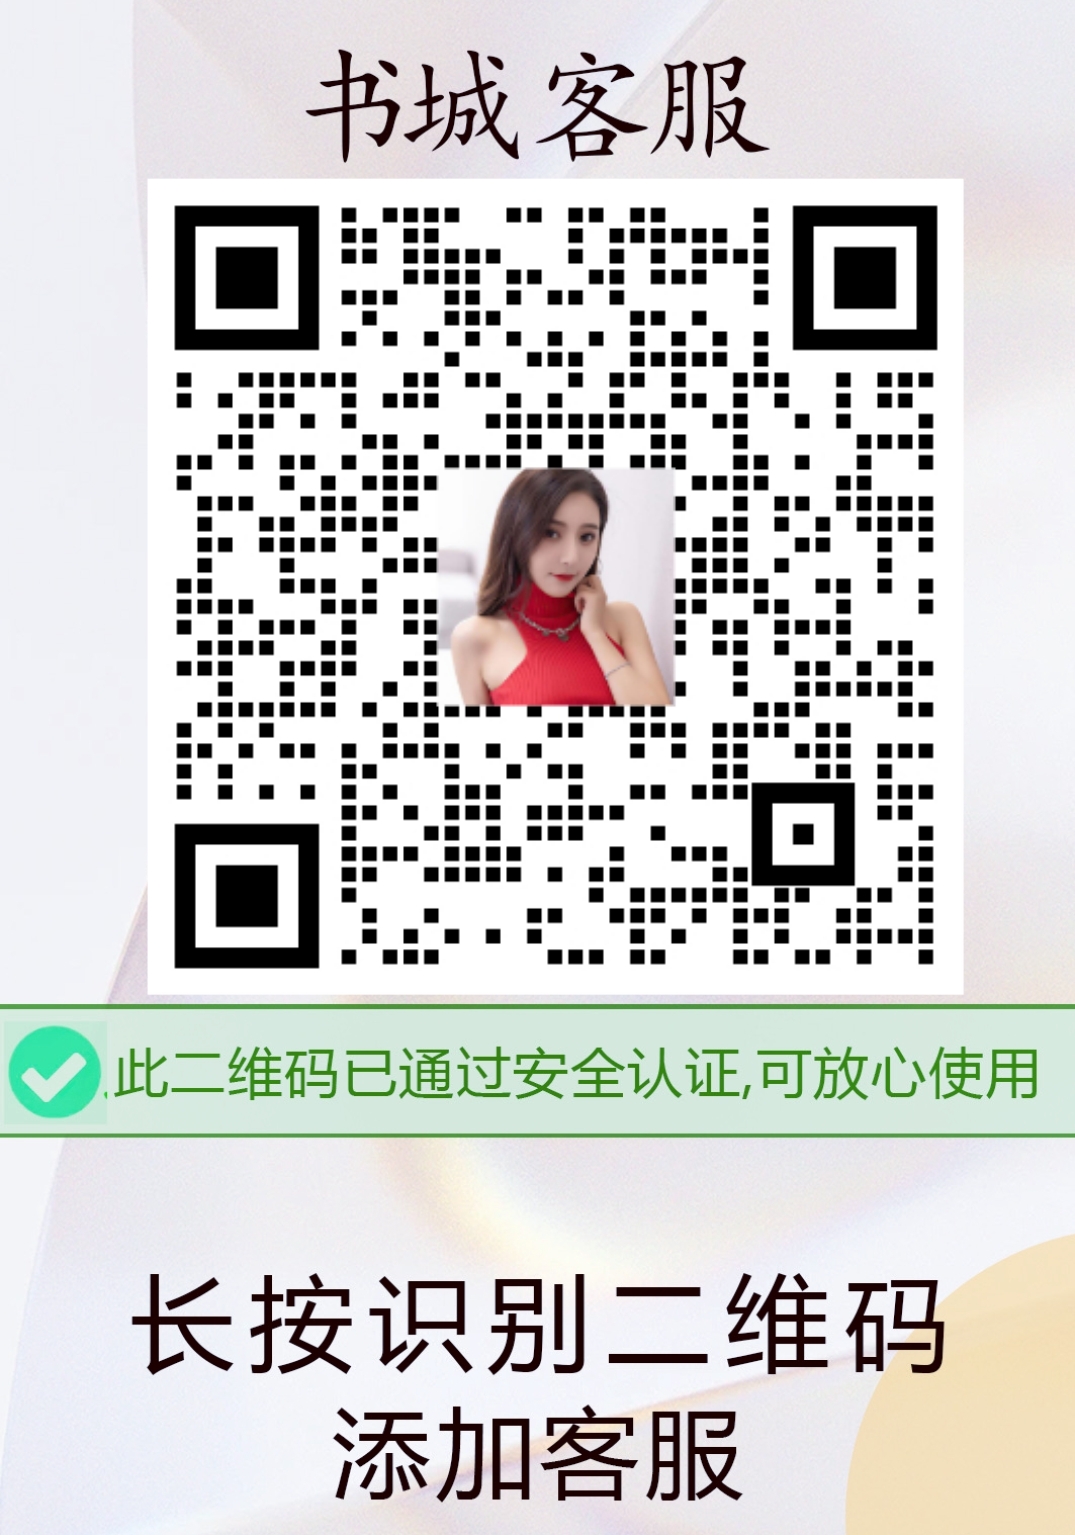 书城客服
此二维码已通过安全认证,可放心使用
长按识别二维码
添加客服